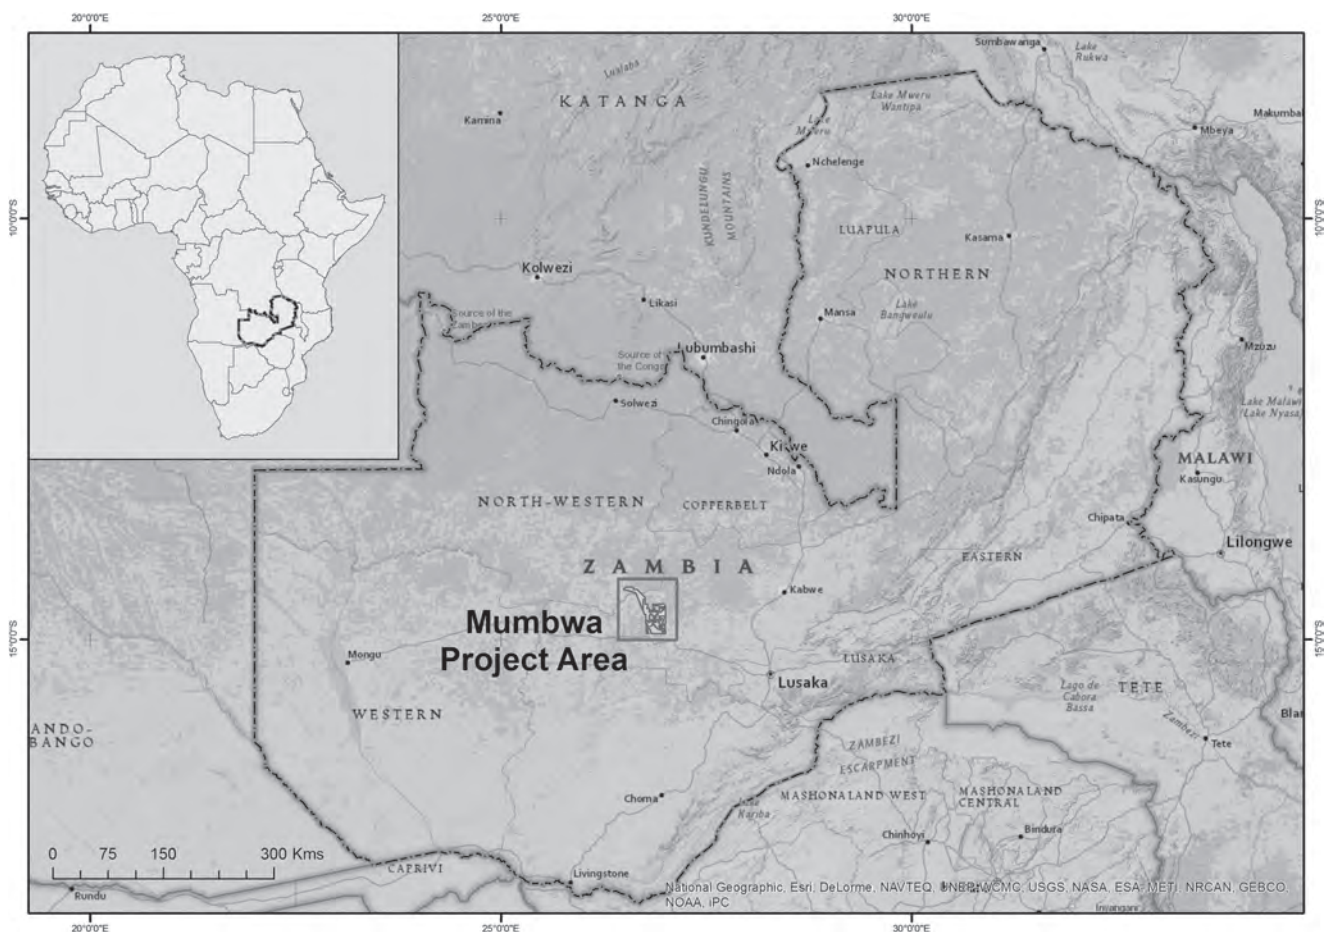 20°0'0"E
25°0'0"E
30°0'0"E
Sumbawanga
Lake
Rukwa
Lualaba
KATANGA
Lake Mweru
Wantipa
Kamina
Lake
Mweru
Makumbal
Mbeya
Nchelenge
KUNDELUNGU
MOUNTAINS
10°0'0"S
10°0'0"S
LUAPULA
Kasama
NORTHERN
Kolwezi
Likasi
Lake
Bangweulu
Mansa
Source of the
Lubumbashi
Source of
the Congo
Mzuzu
Lake Malawi
(Lake Nyasa)
Solwezi
Chingola
Kitwe
Ndola
MALAWI
Kasungu
NORTH-WESTERN
COPPERBELT
Chipata
Lilongwe
EASTERN
ZAMBIA
Kabwe
Mumbwa
Project Area
15°0'0"S
15°0'0"S
Mongu
LUSAKA
Lusaka
TETE
Lago de
Cabora
Bassa
WESTERN
Blan
ANDO-
BANGO
Zambezi
Tete
ZAMBEZI
ESCARPMENT
Choma
Lake
Kariba
MASHONALAND WEST
MASHONALAND
CENTRAL
Bindura
Chinhoyi
0 75 150 300 Kms
CAPRIVI
Livingstone
Rundu
National Geographic, Esri, DeLorme, NAVTEQ, UNEP-WCMC, USGS, NASA, ESA, METI, NRCAN, GEBCO,
NOAA, iPC
Inyangani
20°0'0"E
25°0'0"E
30°0'0"E